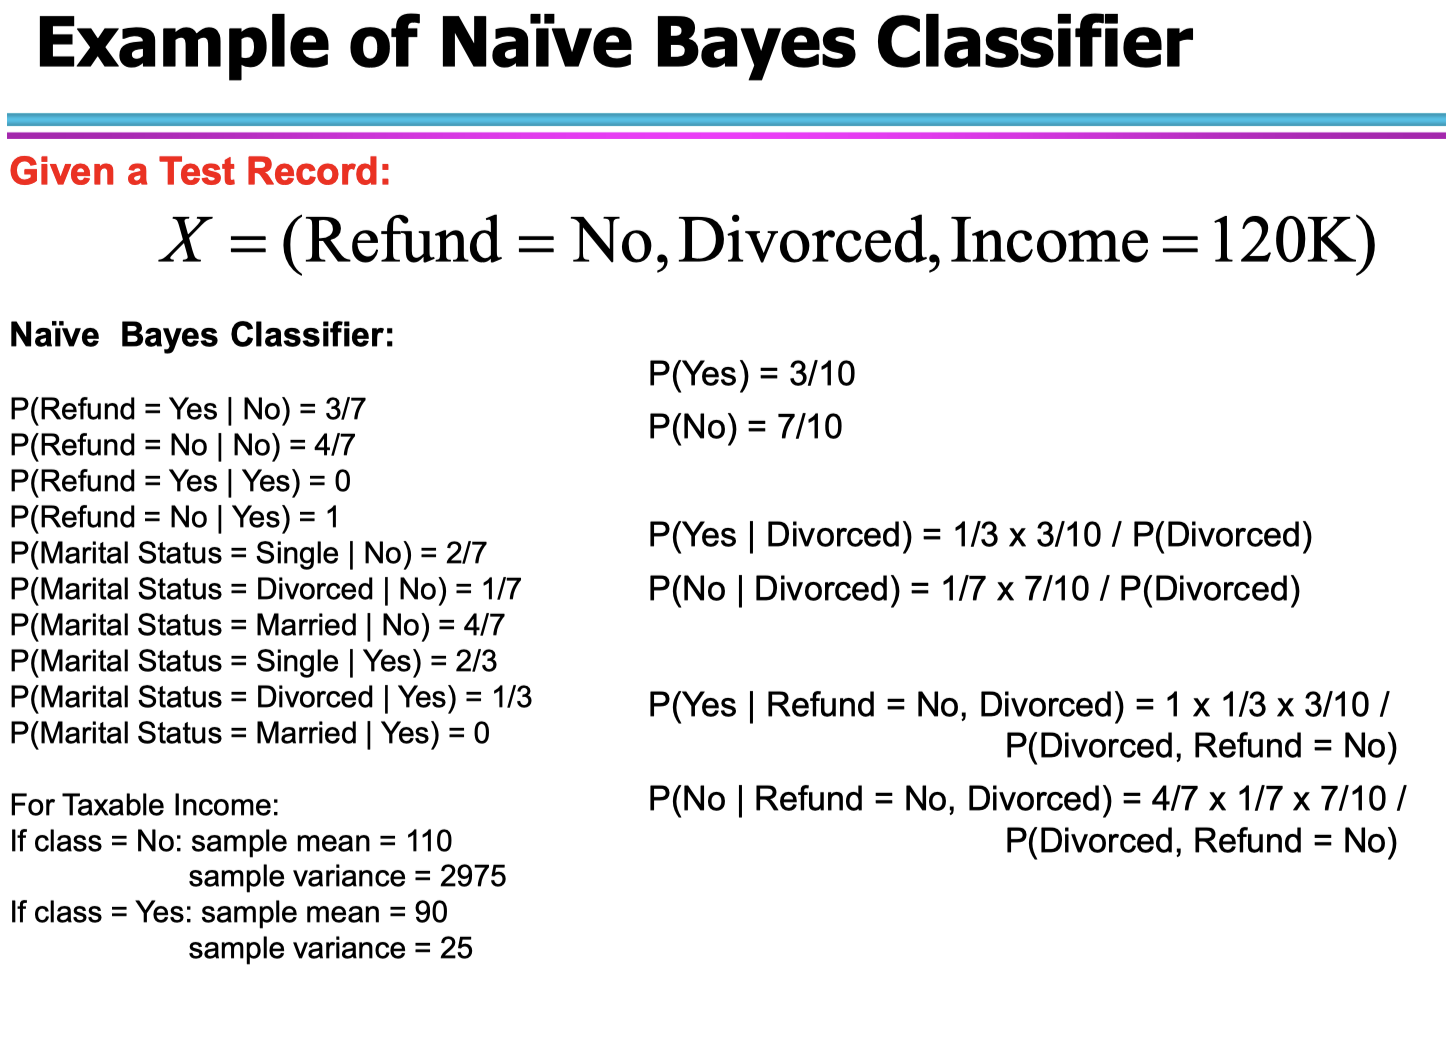 Example of Naïve Bayes Classifier
Given a Test Record:
X = (Refund = No, Divorced, Income = 120K)
Naïve Bayes Classifier:
P(Refund = Yes | No) = 3/7
P(Refund = No | No) = 4/7
P(Refund = Yes | Yes) = 0
P(Refund = No | Yes) = 1
P(Marital Status = Single | No) = 2/7
P(Marital Status = Divorced | No) = 1/7
P(Marital Status = Married | No) = 4/7
P(Marital Status = Single | Yes) = 2/3
P(Marital Status = Divorced | Yes) = 1/3
P(Marital Status = Married | Yes) = 0
For Taxable Income:
If class = No: sample mean = 110
sample variance = 2975
If class = Yes: sample mean = 90
sample variance = 25
P(Yes) = 3/10
P(No) = 7/10
P(Yes | Divorced) = 1/3 x 3/10 / P(Divorced)
P(No | Divorced) = 1/7 x 7/10 / P(Divorced)
P(Yes | Refund = No, Divorced) = 1 x 1/3 x 3/10 /
P(Divorced, Refund = No)
P(No | Refund = No, Divorced) = 4/7 x 1/7 x 7/10 /
P(Divorced, Refund = No)